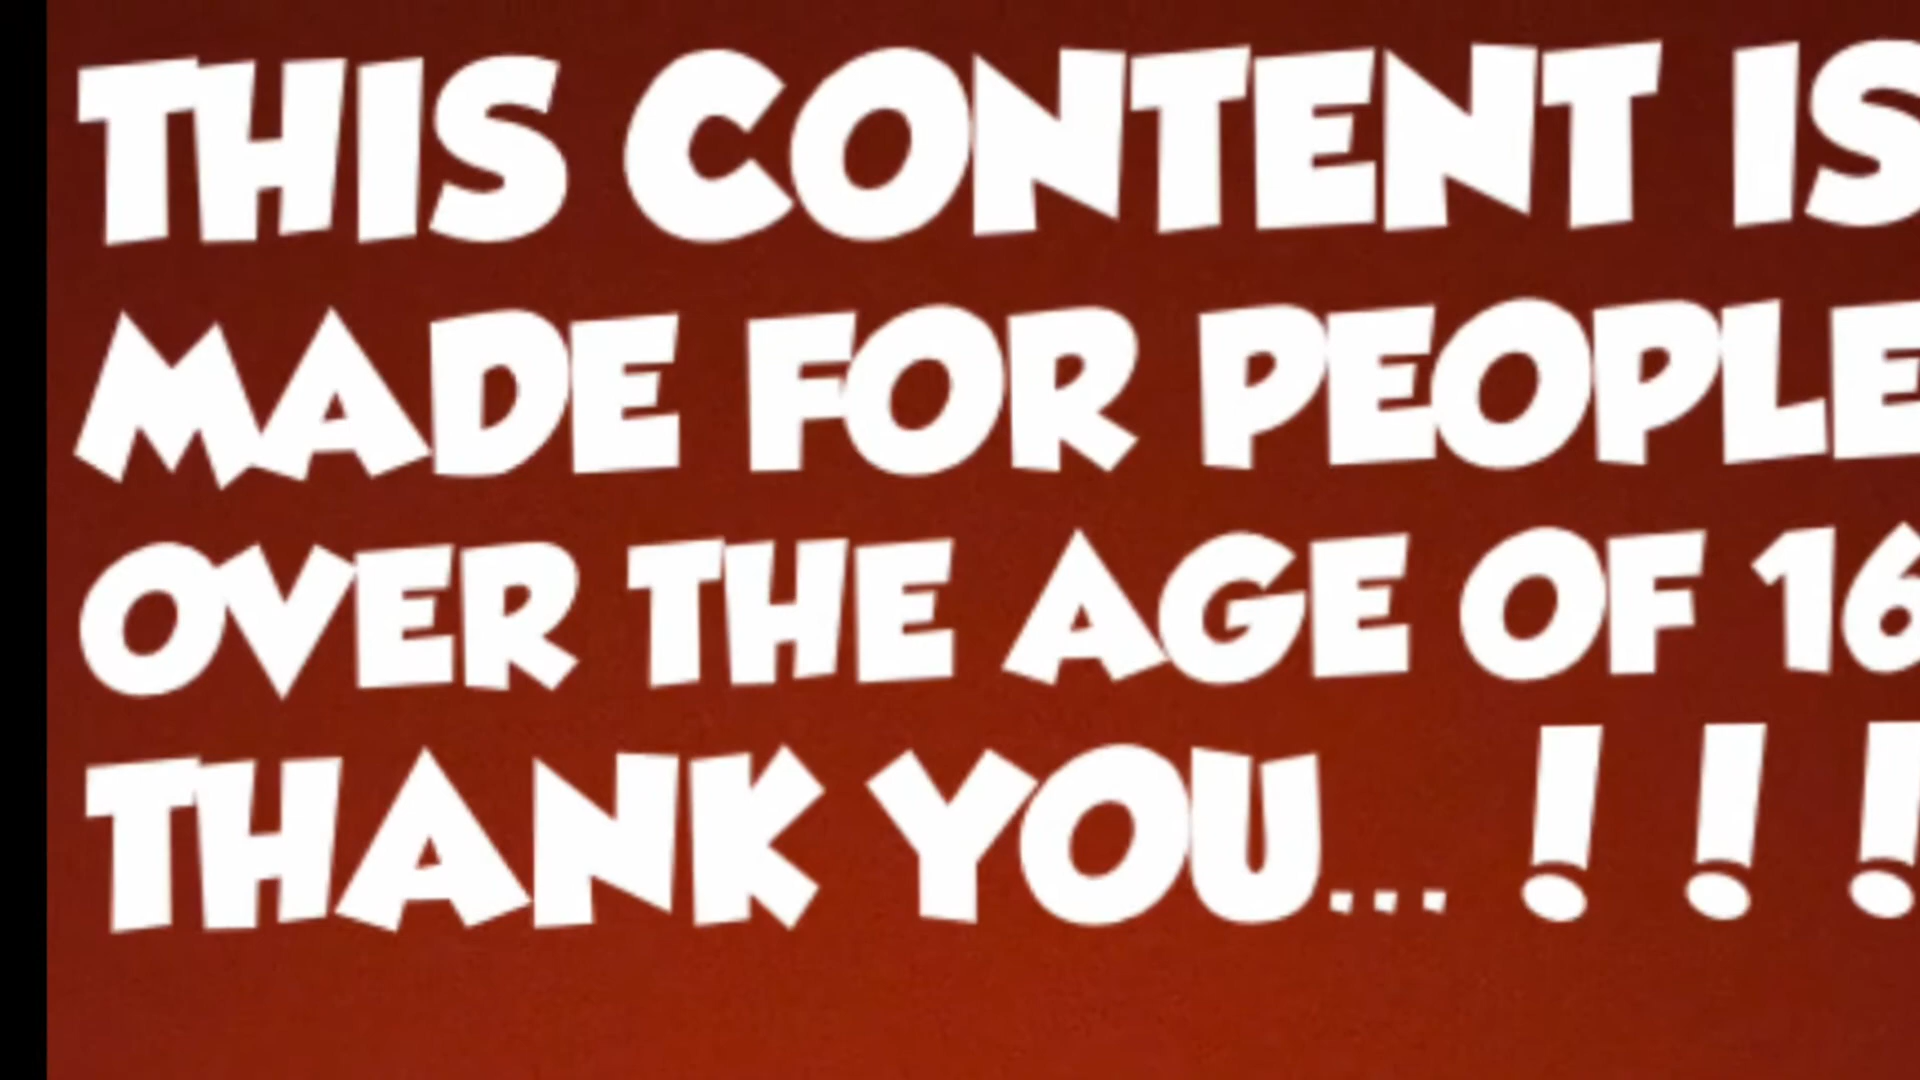 THIS CONTENT IS
MADE FOR PEOPLE
OVER THE AGE OF 16
THANK YOU... ! ! !